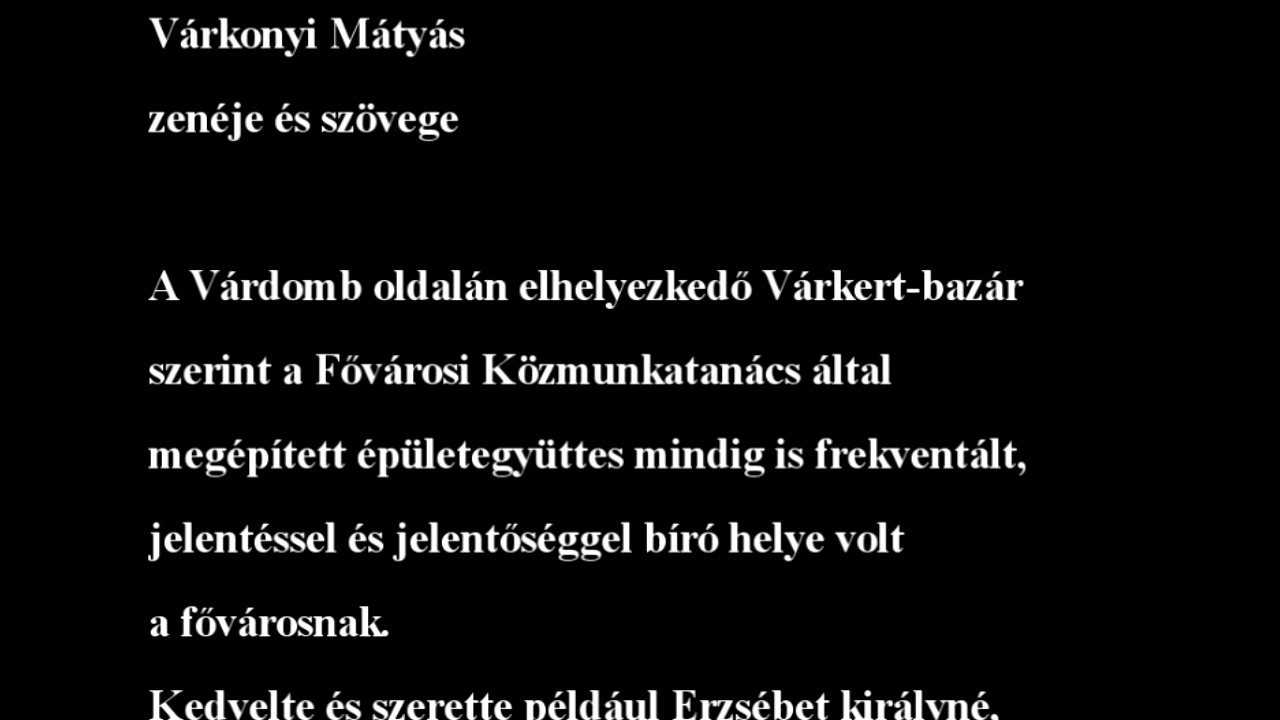 Várkonyi Mátyás
zenéje és szövege
A Várdomb oldalán elhelyezkedő Várkert-bazár
szerint a Fővárosi Közmunkatanács által
megépített épületegyüttes mindig is frekventált,
jelentéssel és jelentőséggel bíró helye volt
a fővárosnak.
Kedvelte és szerette például Erzsébet királyné,